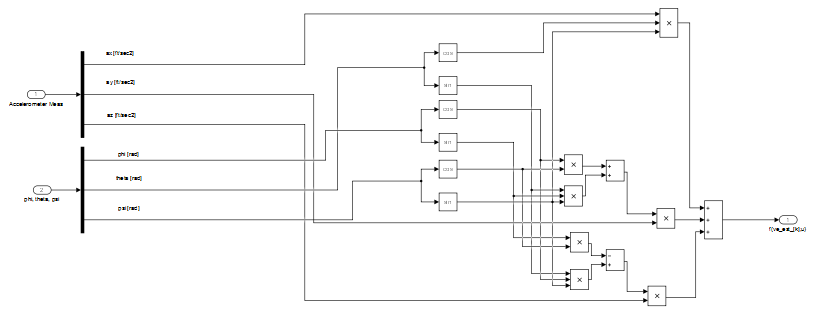 ax [ft/sec2]
1
Accelerometer Meas
ay [ft/sec2]
az [ft/sec2]
cos
sin
cos
phi [rad]
sin
2
phi, theta, psi
theta [rad]
cos
psi [rad]
sin
×
×
×
+
+
×
×
×
−
+
×
+
+
+
1